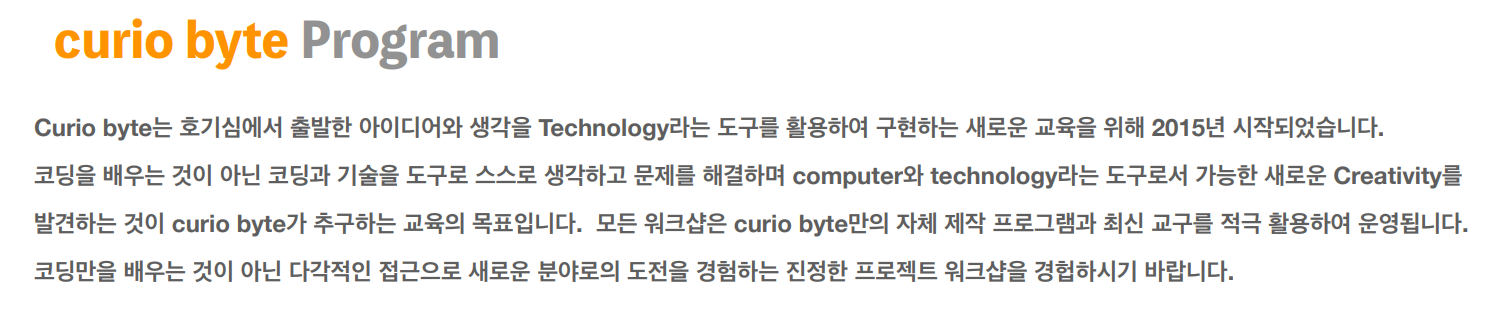 curio byte Program
Curio byte는 호기심에서 출발한 아이디어와 생각을 Technology라는 도구를 활용하여 구현하는 새로운 교육을 위해 2015년 시작되었습니다.
코딩을 배우는 것이 아닌 코딩과 기술을 도구로 스스로 생각하고 문제를 해결하며 computer와 technology라는 도구로서 가능한 새로운 Creativity를
발견하는 것이 curio byte가 추구하는 교육의 목표입니다.  모든 워크샵은 curio byte만의 자체 제작 프로그램과 최신 교구를 적극 활용하여 운영됩니다.
코딩만을 배우는 것이 아닌 다각적인 접근으로 새로운 분야로의 도전을 경험하는 진정한 프로젝트 워크샵을 경험하시기 바랍니다.